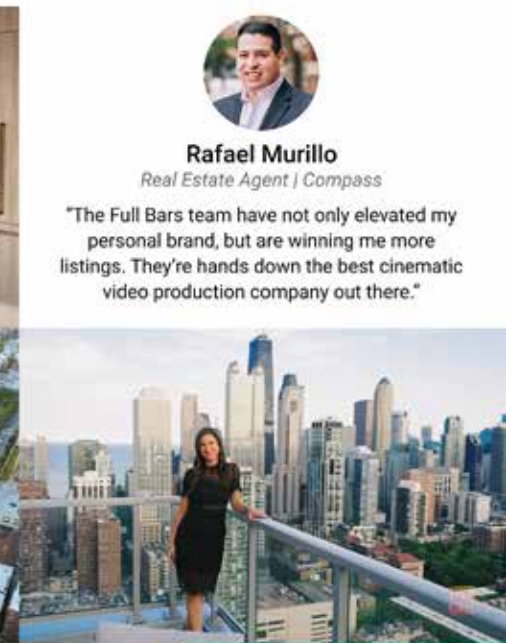 Rafael Murillo
Real Estate Agent | Compass
"The Full Bars team have not only elevated my
personal brand, but are winning me more
listings. They're hands down the best cinematic
video production company out there."